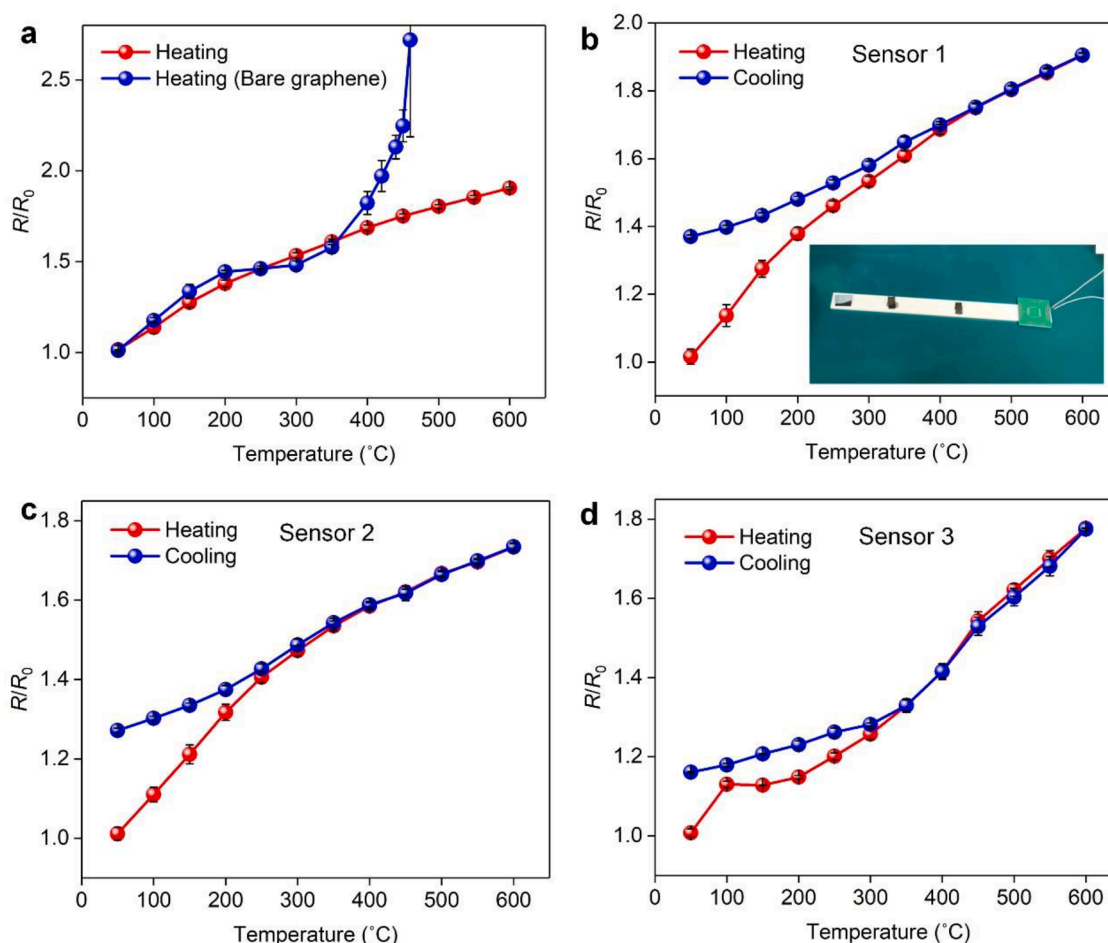 a
Heating
Heating (Bare graphene)
2.5
2.0
1.5
1.0
R/R0
0 100 200 300 400 500 600
Temperature (˚C)
b
Sensor 1
Heating
Cooling
2.0
1.8
1.6
1.4
1.2
1.0
R/R0
0 100 200 300 400 500 600
Temperature (˚C)
c
Sensor 2
Heating
Cooling
1.8
1.6
1.4
1.2
1.0
R/R0
0 100 200 300 400 500 600
Temperature (˚C)
d
Sensor 3
Heating
Cooling
1.8
1.6
1.4
1.2
1.0
R/R0
0 100 200 300 400 500 600
Temperature (˚C)